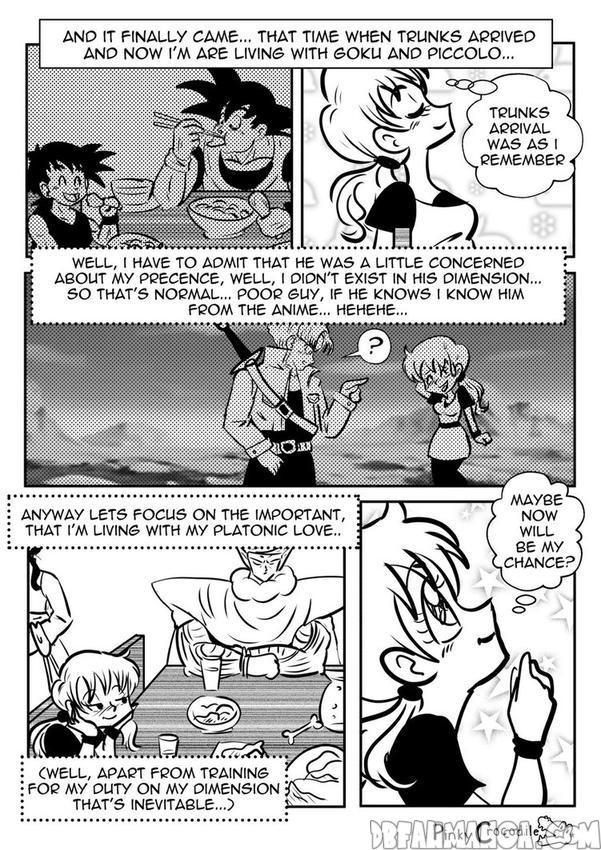 AND IT FINALLY CAME... THAT TIME WHEN TRUNKS ARRIVED
AND NOW I'M ARE LIVING WITH GOKU AND PICCOLO...
TRUNKS
ARRIVAL
WAS AS I
REMEMBER
WELL, I HAVE TO ADMIT THAT HE WAS A LITTLE CONCERNED
ABOUT MY PRECENCE, WELL, I DIDN'T EXIST IN HIS DIMENSION...
SO THAT'S NORMAL... POOR GUY, IF HE KNOWS I KNOW HIM
FROM THE ANIME... HEHEHE...
?
ANYWAY LETS FOCUS ON THE IMPORTANT,
THAT I'M LIVING WITH MY PLATONIC LOVE..
MAYBE
NOW
WILL
BE MY
CHANCE?
(WELL, APART FROM TRAINING
FOR MY DUTY ON MY DIMENSION
THAT'S INEVITABLE...)
Pinky Crocodile
DBFANMANGA.COM